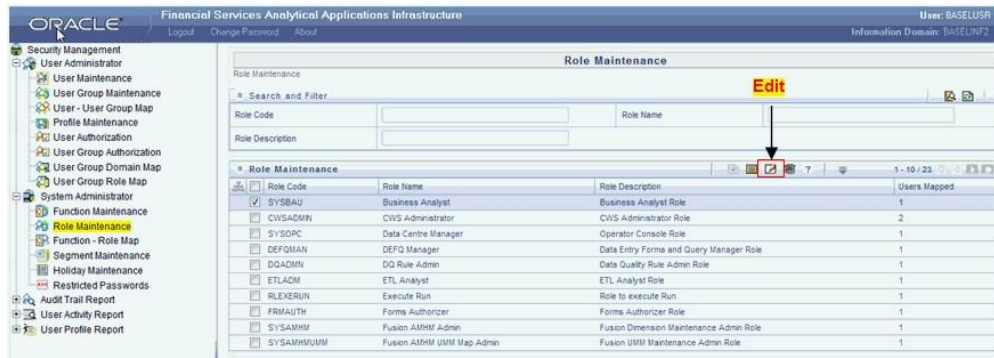 ORACLE
Financial Services Analytical Applications Infrastructure
User: BASELUSR
Logout Change Password About
Information Domain: BASELINF2
Security Management
User Administrator
User Maintenance
User Group Maintenance
User - User Group Map
Profile Maintenance
User Authorization
User Group Authorization
User Group Domain Map
User Group Role Map
System Administrator
Function Maintenance
Role Maintenance
Function - Role Map
Segment Maintenance
Holiday Maintenance
Restricted Passwords
Audit Trail Report
User Activity Report
User Profile Report
Role Maintenance
Role Maintenance
Edit
Search and Filter
Role Code Role Name
Role Description
Role Maintenance ? 1 - 10 / 23
Role Code Role Name Role Description Users Mapped
SYSBAU Business Analyst Business Analyst Role 1
CWSADMIN CWS Administrator CWS Administrator Role 2
SYSOPC Data Centre Manager Operator Console Role 1
DEFQMAN DEFQ Manager Data Entry Forms and Query Manager Role 1
DQADMN DQ Rule Admin Data Quality Rule Admin Role 1
ETLADM ETL Analyst ETL Analyst Role 1
RLEXERUN Execute Run Role to execute Run 1
FRMAUTH Forms Authorizer Forms Authorizer Role 1
SYSAMHM Fusion AMHM Admin Fusion Dimension Maintenance Admin Role 1
SYSAMHMUMM Fusion AMHM UMM Map Admin Fusion UMM Maintenance Admin Role 1